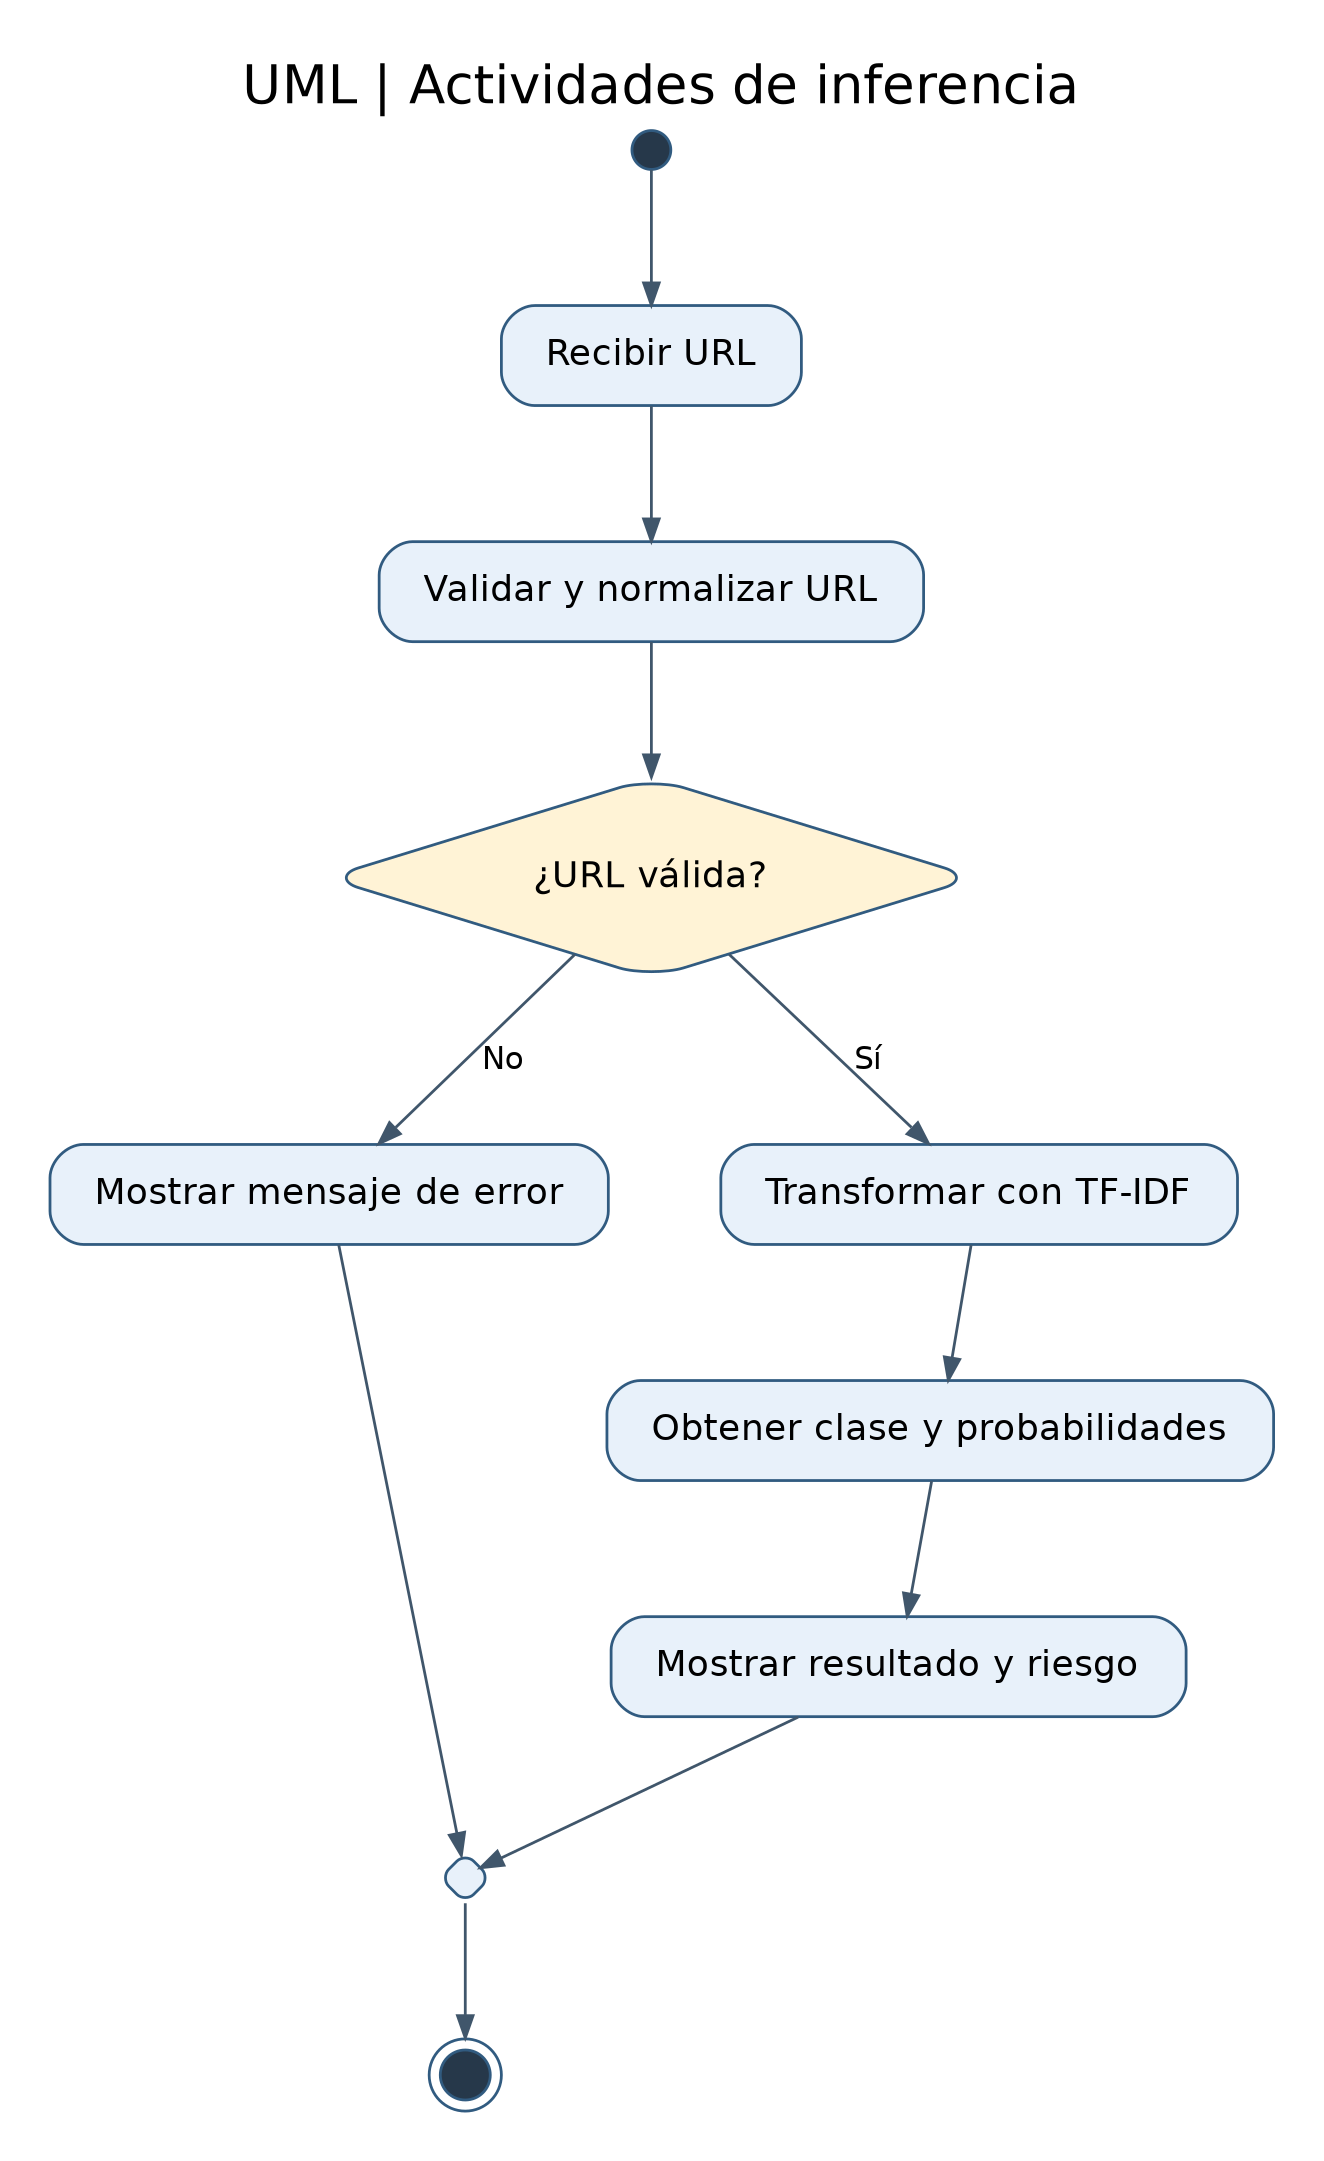 UML | Actividades de inferencia
Recibir URL
Validar y normalizar URL
¿URL válida?
No
Sí
Mostrar mensaje de error
Transformar con TF-IDF
Obtener clase y probabilidades
Mostrar resultado y riesgo